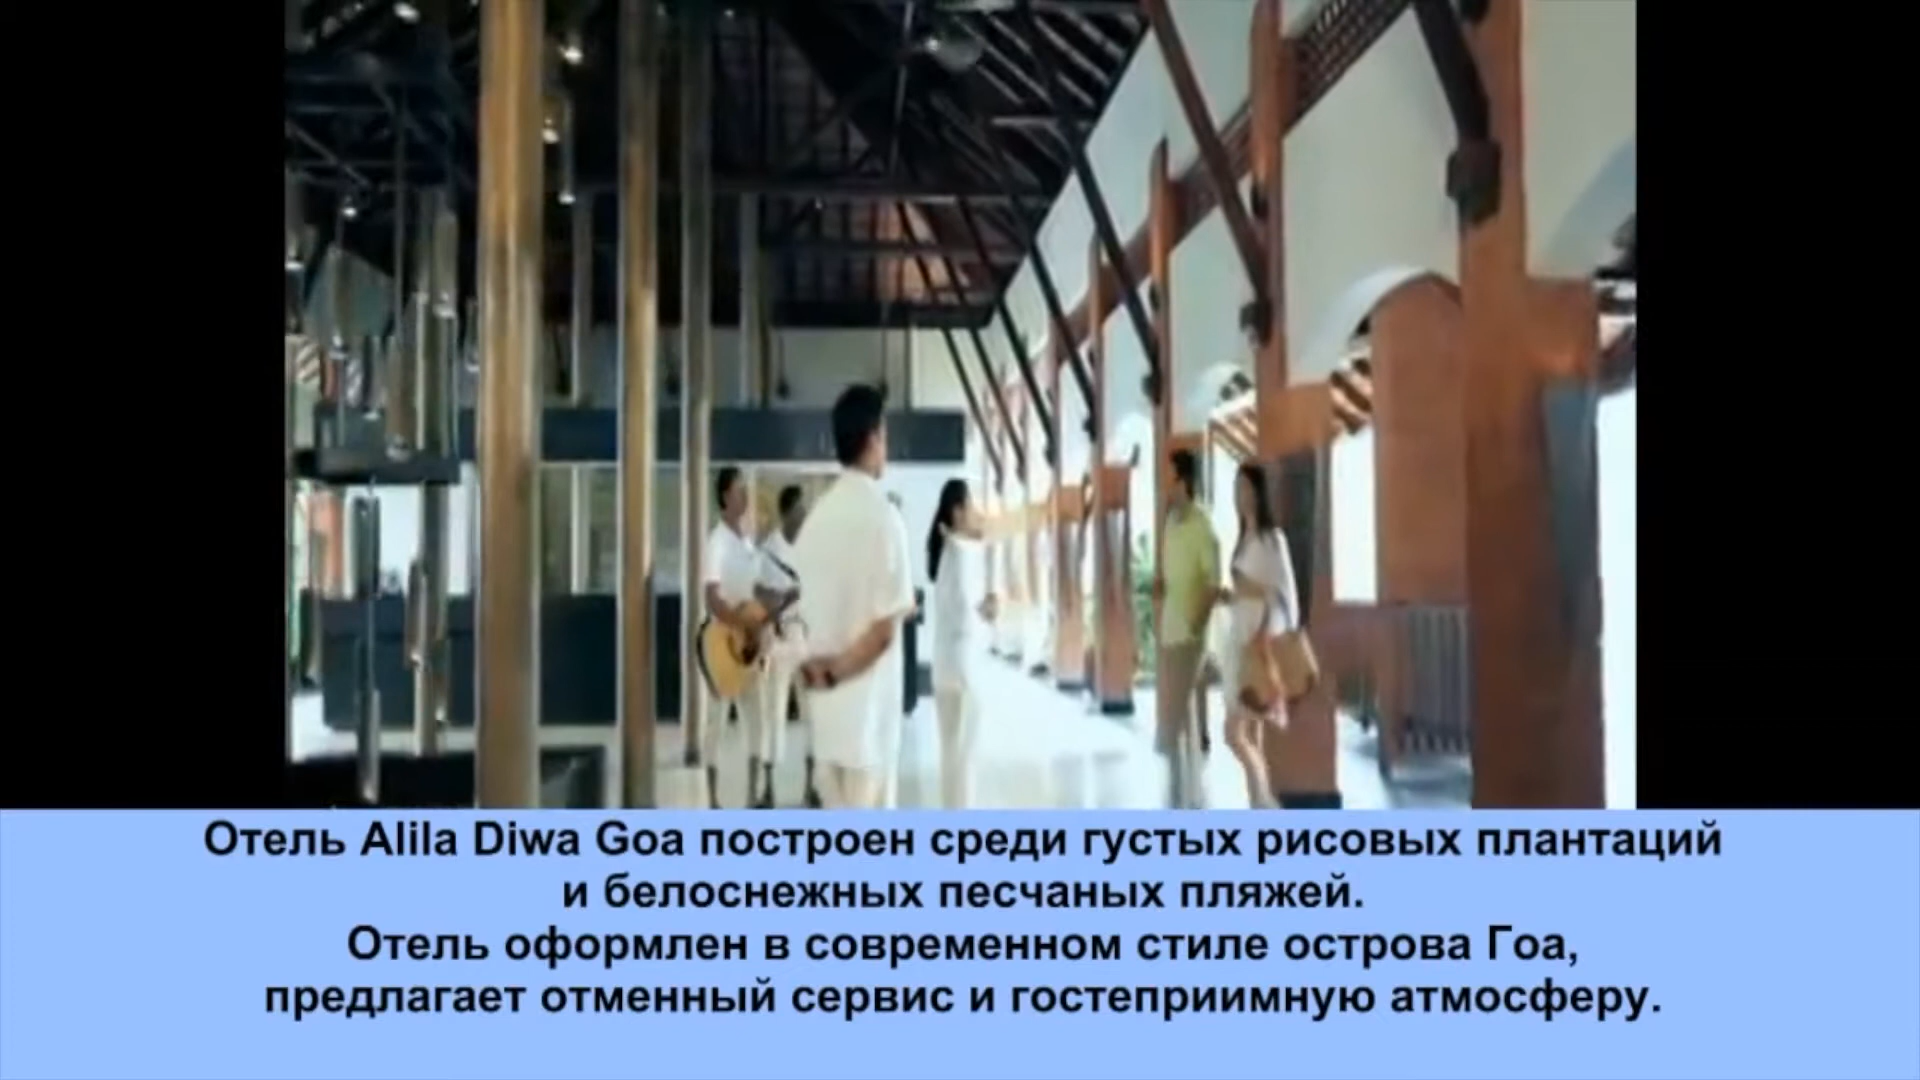 Отель Alila Diwa Goa построен среди густых рисовых плантаций
и белоснежных песчаных пляжей.
Отель оформлен в современном стиле острова Гоа,
предлагает отменный сервис и гостеприимную атмосферу.